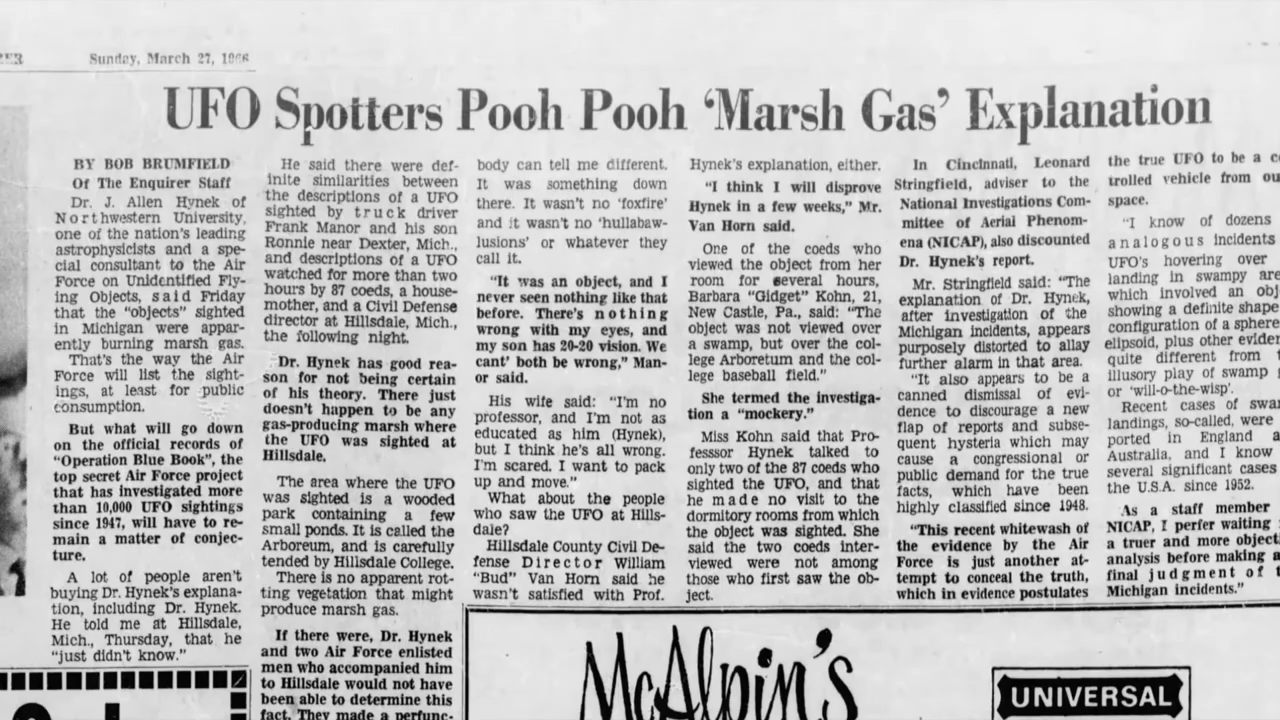 Sunday, March 27, 1966
UFO Spotters Pooh Pooh ‘Marsh Gas’ Explanation
BY BOB BRUMFIELD
Of The Enquirer Staff
Dr. J. Allen Hynek of
Northwestern University,
one of the nation's leading
astrophysicists and a spe-
cial consultant to the Air
Force on Unidentified Fly-
ing Objects, said Friday
that the "objects" sighted
in Michigan were appar-
ently burning marsh gas.
That's the way the Air
Force will list the sight-
ings, at least for public
consumption.
But what will go down
on the official records of
"Operation Blue Book", the
top secret Air Force project
that has investigated more
than 10,000 UFO sightings
since 1947, will have to re-
main a matter of conjec-
ture.
A lot of people aren't
buying Dr. Hynek's explana-
tion, including Dr. Hynek.
He told me at Hillsdale,
Mich., Thursday, that he
"just didn't know."
He said there were def-
inite similarities between
the descriptions of a UFO
sighted by truck driver
Frank Manor and his son
Ronnie near Dexter, Mich.,
and descriptions of a UFO
watched for more than two
hours by 87 coeds, a house-
mother, and a Civil Defense
director at Hillsdale, Mich.,
the following night.
Dr. Hynek has good rea-
son for not being certain
of his theory. There just
doesn't happen to be any
gas-producing marsh where
the UFO was sighted at
Hillsdale.
The area where the UFO
was sighted is a wooded
park containing a few
small ponds. It is called the
Arboreum, and is carefully
tended by Hillsdale College.
There is no apparent rot-
ting vegetation that might
produce marsh gas.
If there were, Dr. Hynek
and two Air Force enlisted
men who accompanied him
to Hillsdale would not have
been able to determine this
fact. They made a perfunc-
body can tell me different.
It was something down
there. It wasn't no 'foxfire'
and it wasn't no 'hullabaw-
lusions' or whatever they
call it.
"It was an object, and I
never seen nothing like that
before. There's nothing
wrong with my eyes, and
my son has 20-20 vision. We
cant' both be wrong," Man-
or said.
His wife said: "I'm no
professor, and I'm not as
educated as him (Hynek),
but I think he's all wrong.
I'm scared. I want to pack
up and move."
What about the people
who saw the UFO at Hills-
dale?
Hillsdale County Civil De-
fense Director William
"Bud" Van Horn said he
wasn't satisfied with Prof.
Hynek's explanation, either.
"I think I will disprove
Hynek in a few weeks," Mr.
Van Horn said.
One of the coeds who
viewed the object from her
room for several hours,
Barbara "Gidget" Kohn, 21,
New Castle, Pa., said: "The
object was not viewed over
a swamp, but over the col-
lege Arboretum and the col-
lege baseball field."
She termed the investiga-
tion a "mockery."
Miss Kohn said that Pro-
fesssor Hynek talked to
only two of the 87 coeds who
sighted the UFO, and that
he made no visit to the
dormitory rooms from which
the object was sighted. She
said the two coeds inter-
viewed were not among
those who first saw the ob-
ject.
In Cincinnati, Leonard
Stringfield, adviser to the
National Investigations Com-
mittee of Aerial Phenom-
ena (NICAP), also discounted
Dr. Hynek's report.
Mr. Stringfield said: "The
explanation of Dr. Hynek,
after investigation of the
Michigan incidents, appears
purposely distorted to allay
further alarm in that area.
"It also appears to be a
canned dismissal of evi-
dence to discourage a new
flap of reports and subse-
quent hysteria which may
cause a congressional or
public demand for the true
facts, which have been
highly classified since 1948.
"This recent whitewash of
the evidence by the Air
Force is just another at-
tempt to conceal the truth,
which in evidence postulates
the true UFO to be a
trolled vehicle from
space.
"I know of dozens
analogous incidents
UFO's hovering over
landing in swampy
which involved an
showing a definite shape
configuration of a sphere
elipsoid, plus other
quite different from
illusory play of swamp
or 'will-o-the-wisp'.
Recent cases of
landings, so-called, were
ported in England
Australia, and I know
several significant cases
the U.S.A. since 1952.
As a staff member
NICAP, I perfer waiting
a truer and more
analysis before making
final judgment of
Michigan incidents."
McAlpin's
UNIVERSAL